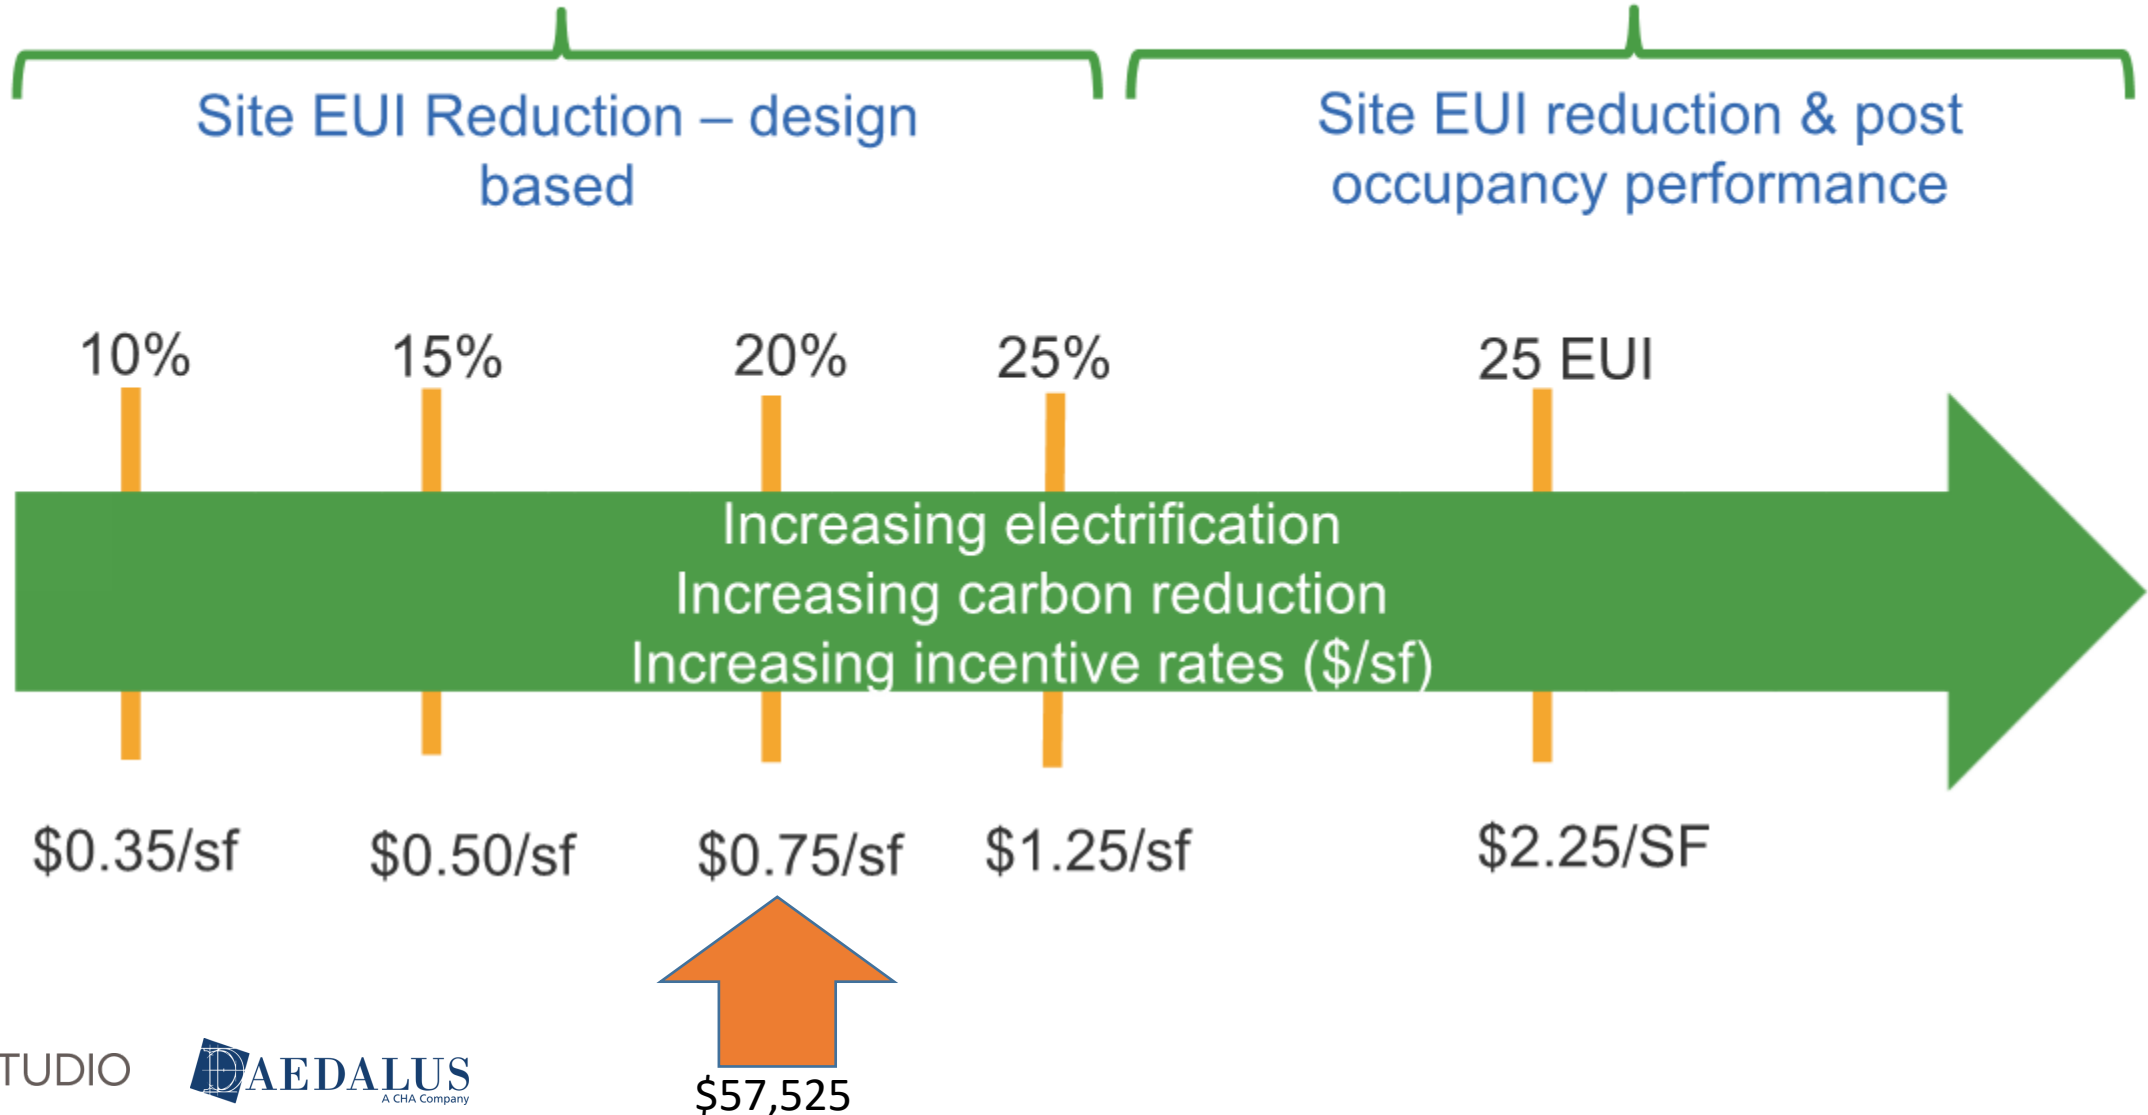 Site EUI Reduction – design
based
Site EUI reduction & post
occupancy performance
10%
15%
20%
25%
25 EUI
Increasing electrification
Increasing carbon reduction
Increasing incentive rates ($/sf)
$0.35/sf
$0.50/sf
$0.75/sf
$1.25/sf
$2.25/SF
TUDIO
DAEDALUS
A CHA Company
$57,525